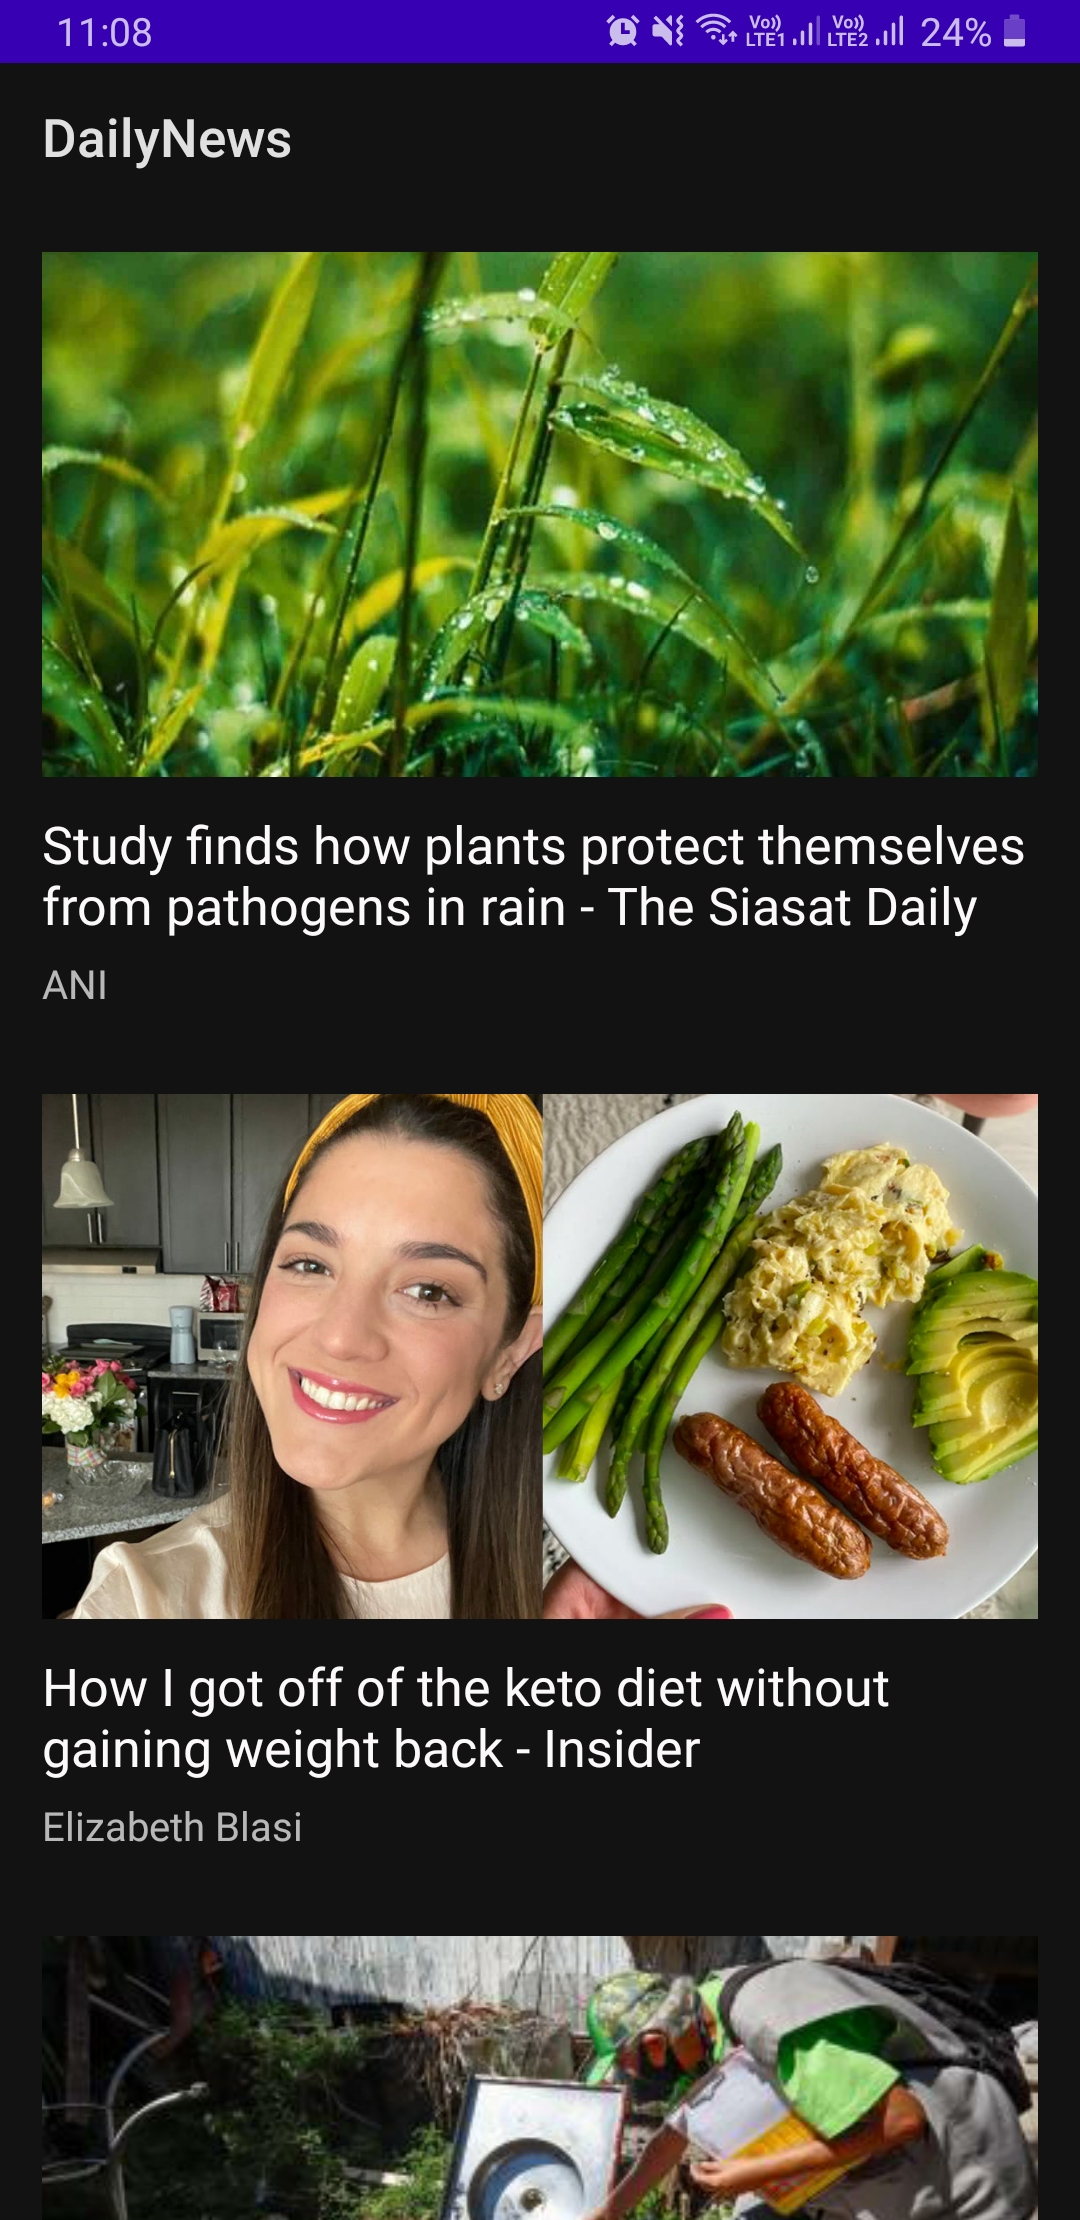 11:08
Vo)) LTE1 Vo)) LTE2 24%
DailyNews
Study finds how plants protect themselves
from pathogens in rain - The Siasat Daily
ANI
How I got off of the keto diet without
gaining weight back - Insider
Elizabeth Blasi